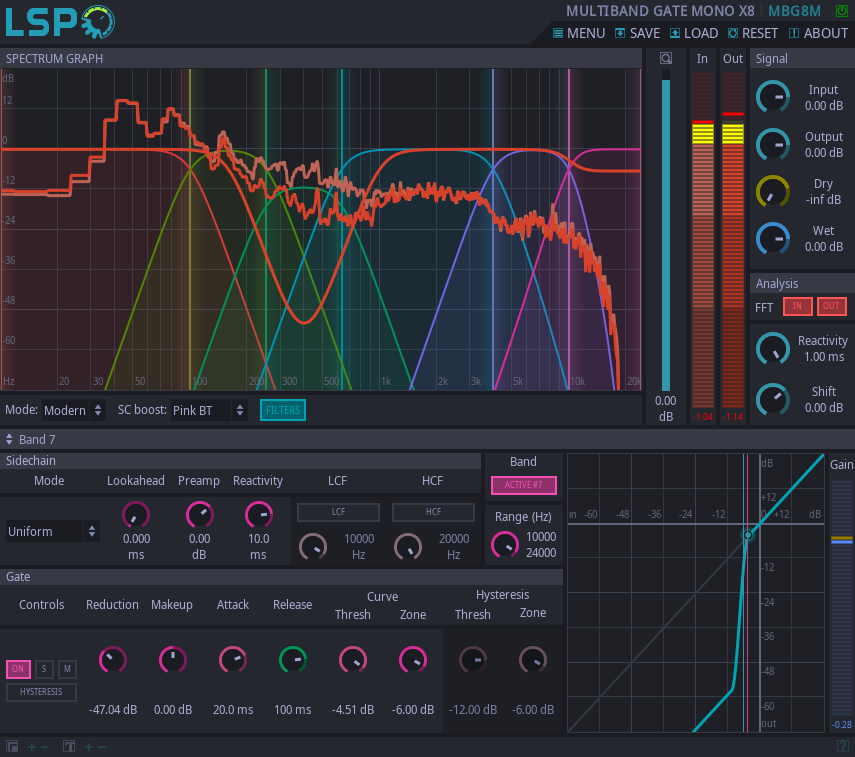 LSP
MULTIBAND GATE MONO X8 MBG8M
MENU SAVE LOAD RESET ABOUT
SPECTRUM GRAPH
dB
12
0
-12
-24
-36
-48
-60
Hz 20 30 50 100 200 300 500 1k 2k 3k 5k 10k 20k
0.00
dB
In Out
-1.04 -1.14
Signal
Input
0.00 dB
Output
0.00 dB
Dry
-inf dB
Wet
0.00 dB
Analysis
FFT IN OUT
Reactivity
1.00 ms
Shift
0.00 dB
Mode: Modern SC boost: Pink BT FILTERS
Band 7
Sidechain
Mode Lookahead Preamp Reactivity LCF HCF
Uniform
0.000
ms
0.00
dB
10.0
ms
LCF
10000
Hz
HCF
20000
Hz
Band
ACTIVE #7
Range (Hz)
10000
24000
Gate
Controls Reduction Makeup Attack Release
Curve
Thresh Zone
Hysteresis
Thresh Zone
ON S M
HYSTERESIS
-47.04 dB 0.00 dB 20.0 ms 100 ms -4.51 dB -6.00 dB -12.00 dB -6.00 dB
dB
+12
in -60 -48 -36 -24 -12 0 +12 dB
-12
-24
-36
-48
-60
out
Gain
-0.28